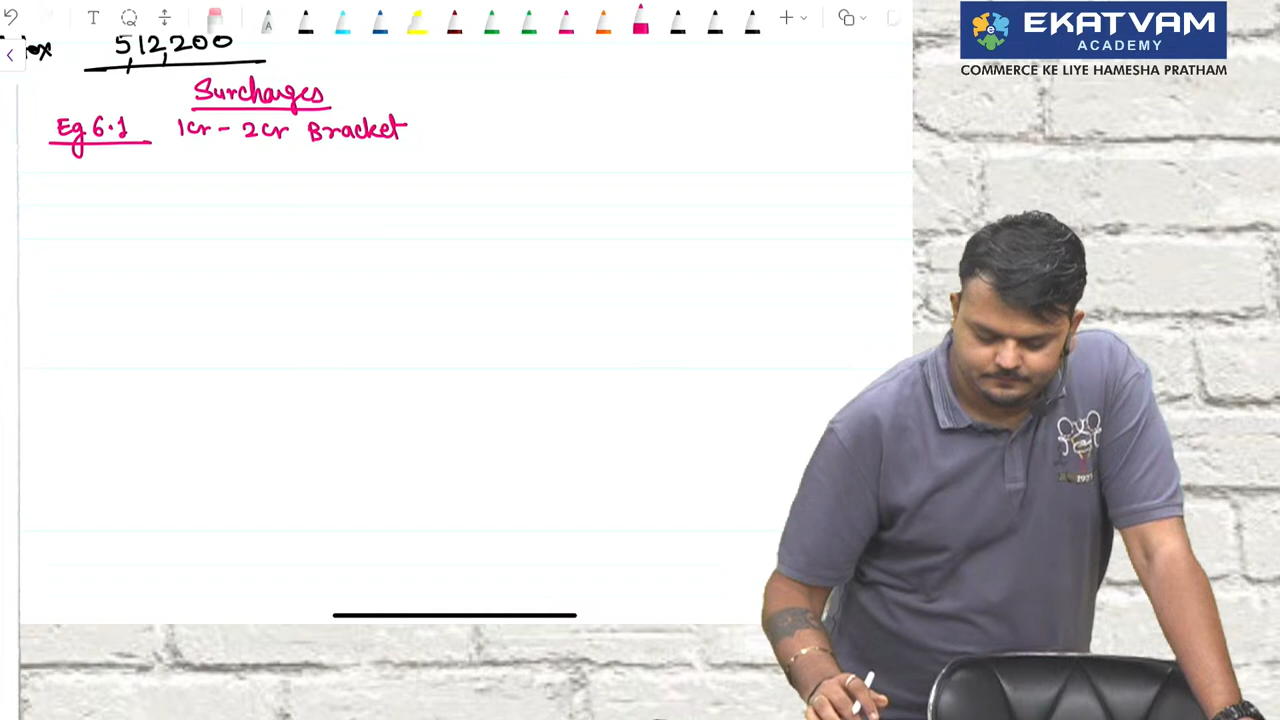 512,200
EKATVAM
ACADEMY
COMMERCE KE LIYE HAMESHA PRATHAM
Surcharges
Eg 6.1 1cr - 2cr Bracket